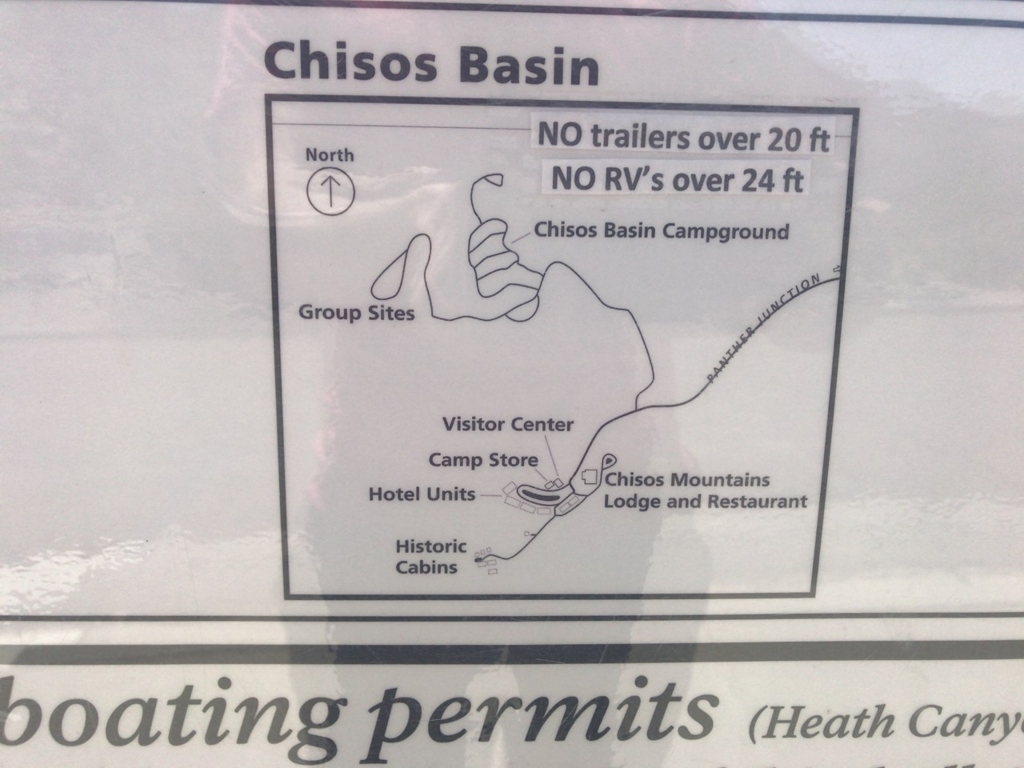 Chisos Basin
NO trailers over 20 ft
North
NO RV's over 24 ft
Chisos Basin Campground
Group Sites
PANTHER JUNCTION
Visitor Center
Camp Store
Hotel Units
Chisos Mountains
Lodge and Restaurant
Historic
Cabins
boating permits (Heath Cany